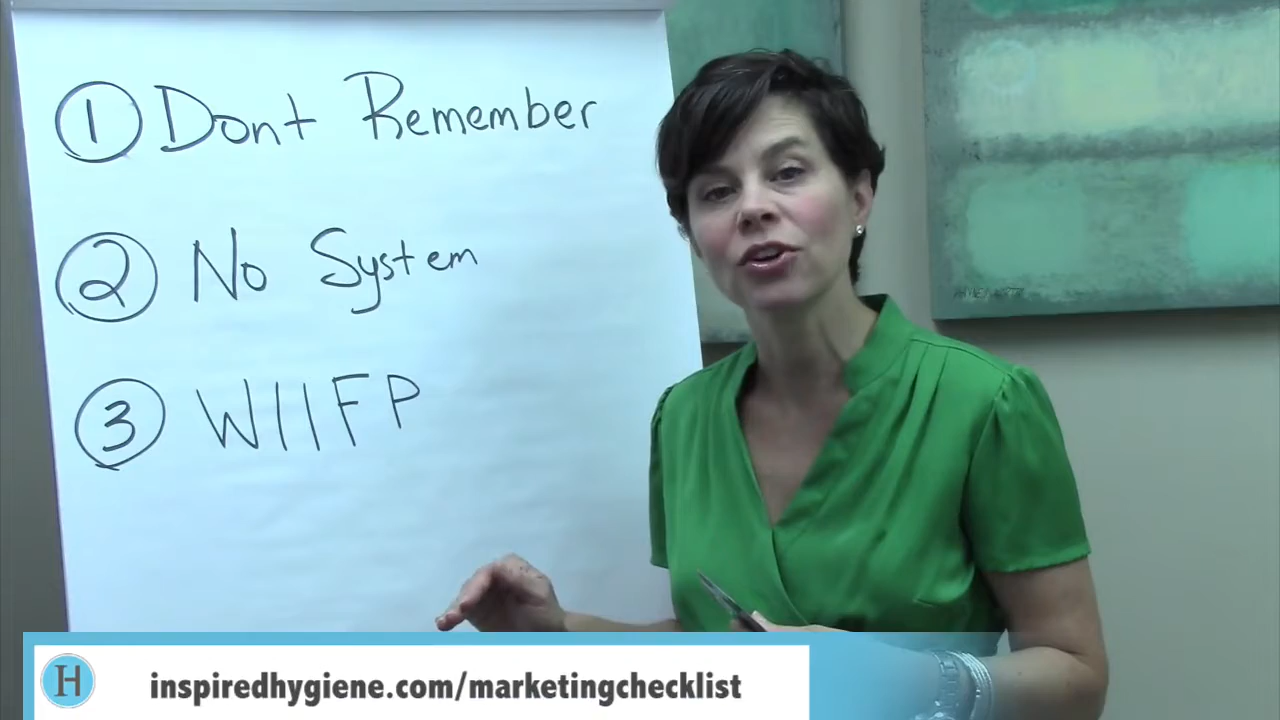 1 Dont Remember
2 No System
3 WIIFP
H inspiredhygiene.com/marketingchecklist